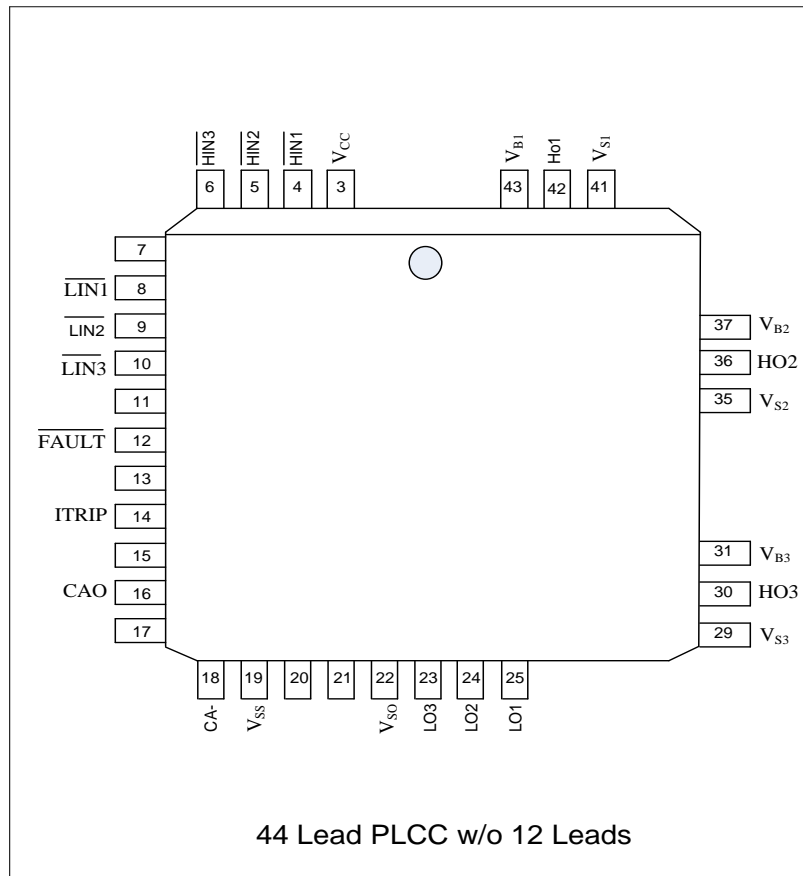 HIN3 HIN2 HIN1 VCC VB1 Ho1 VS1
6 5 4 3 43 42 41
7
LIN1 8
LIN2 9
LIN3 10
11
FAULT 12
13
ITRIP 14
15
CAO 16
17
37 VB2
36 HO2
35 VS2
31 VB3
30 HO3
29 VS3
18 19 20 21 22 23 24 25
CA- VSS VSO LO3 LO2 LO1
44 Lead PLCC w/o 12 Leads